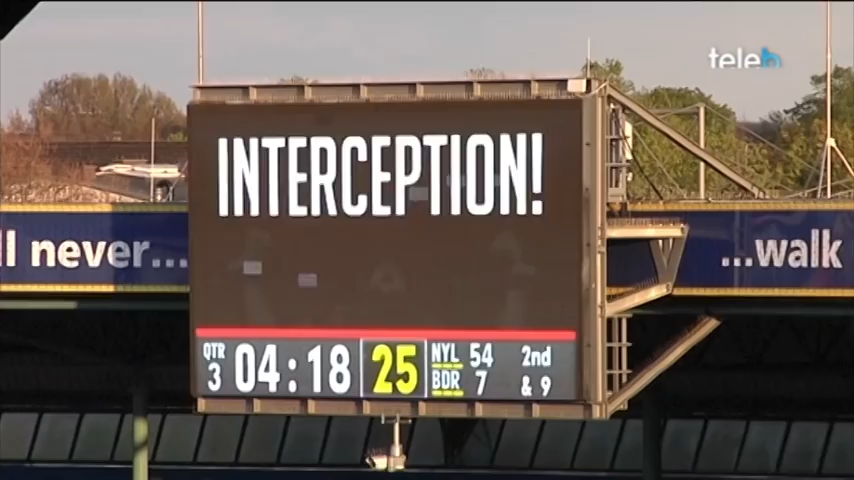 teleb
INTERCEPTION!
ll never...
...walk
QTR 3 04:18 25 NYL 54 2nd
BDR 7 & 9